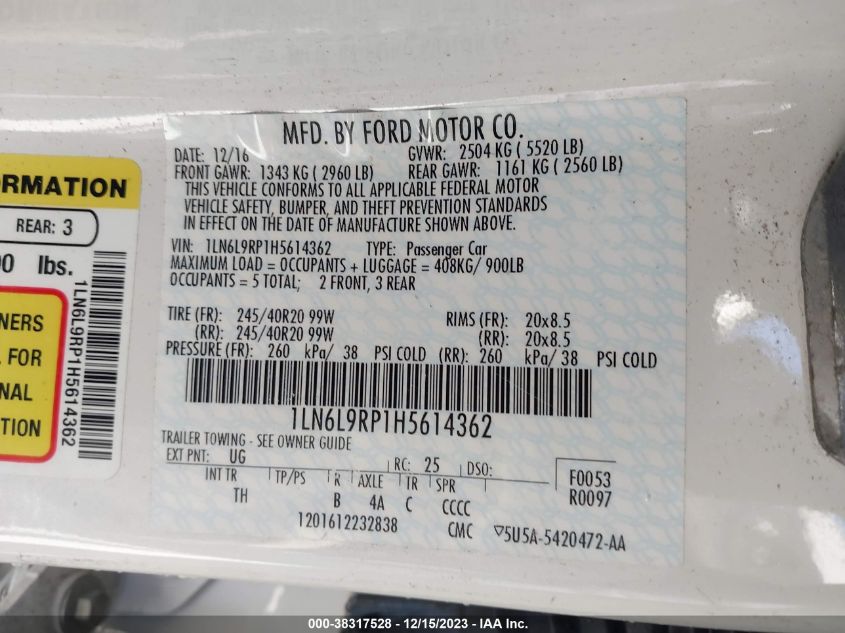 MFD. BY FORD MOTOR CO.
DATE: 12/16 GVWR: 2504 KG ( 5520 LB)
FRONT GAWR: 1343 KG ( 2960 LB) REAR GAWR: 1161 KG ( 2560 LB)
THIS VEHICLE CONFORMS TO ALL APPLICABLE FEDERAL MOTOR
VEHICLE SAFETY, BUMPER, AND THEFT PREVENTION STANDARDS
IN EFFECT ON THE DATE OF MANUFACTURE SHOWN ABOVE.
VIN: 1LN6L9RP1H5614362 TYPE: Passenger Car
MAXIMUM LOAD = OCCUPANTS + LUGGAGE = 408KG/ 900LB
OCCUPANTS = 5 TOTAL; 2 FRONT, 3 REAR
TIRE (FR): 245/40R20 99W RIMS (FR): 20x8.5
(RR): 245/40R20 99W (RR): 20x8.5
PRESSURE (FR): 260 kPa/ 38 PSI COLD (RR): 260 kPa/ 38 PSI COLD
1LN6L9RP1H5614362
TRAILER TOWING - SEE OWNER GUIDE
EXT PNT: UG RC: 25 DSO: F0053
INT TR TP/PS R AXLE TR SPR R0097
TH B 4A C CCCC
1201612232838 CMC ▽5U5A-5420472-AA
ORMATION
REAR: 3
00 lbs.
NERS
L FOR
NAL
TION
1LN6L9RP1H5614362
000-38317528 - 12/15/2023 - IAA Inc.